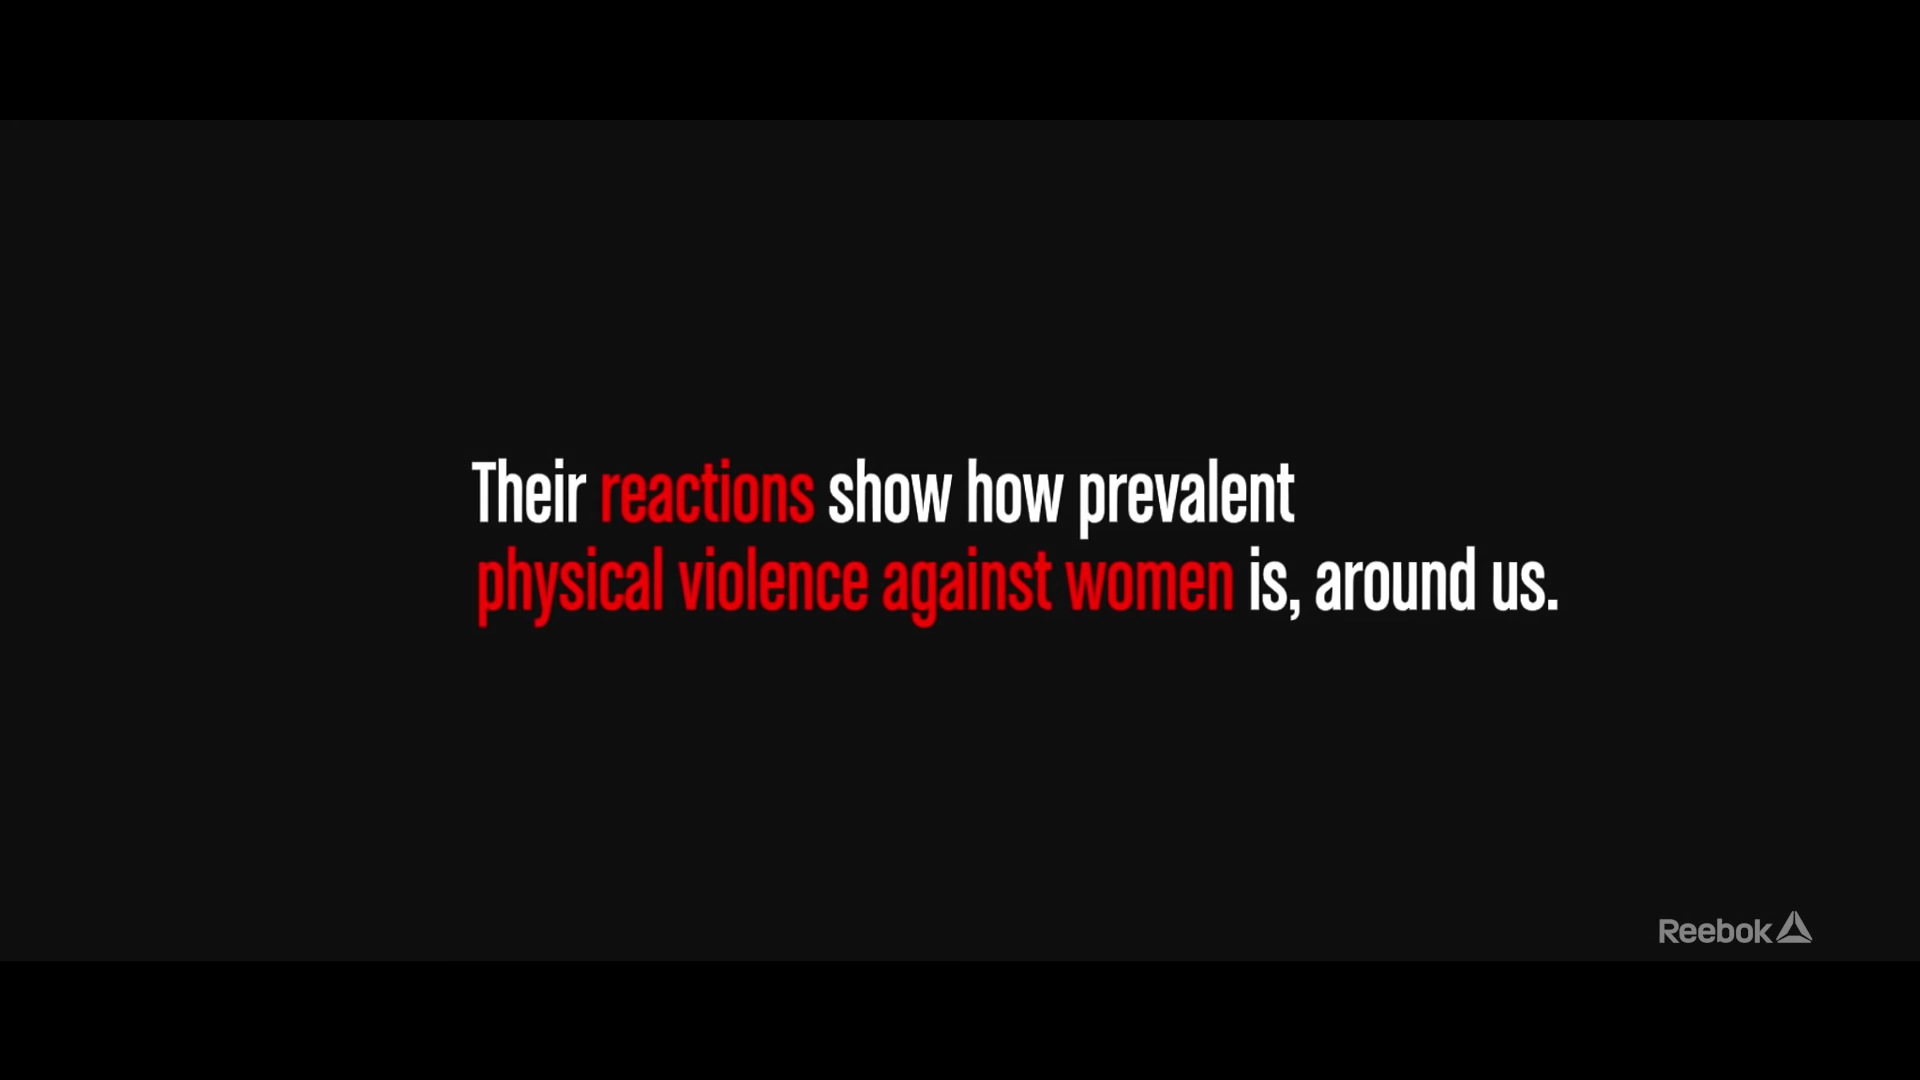 Their reactions show how prevalent
physical violence against women is, around us.
Reebok